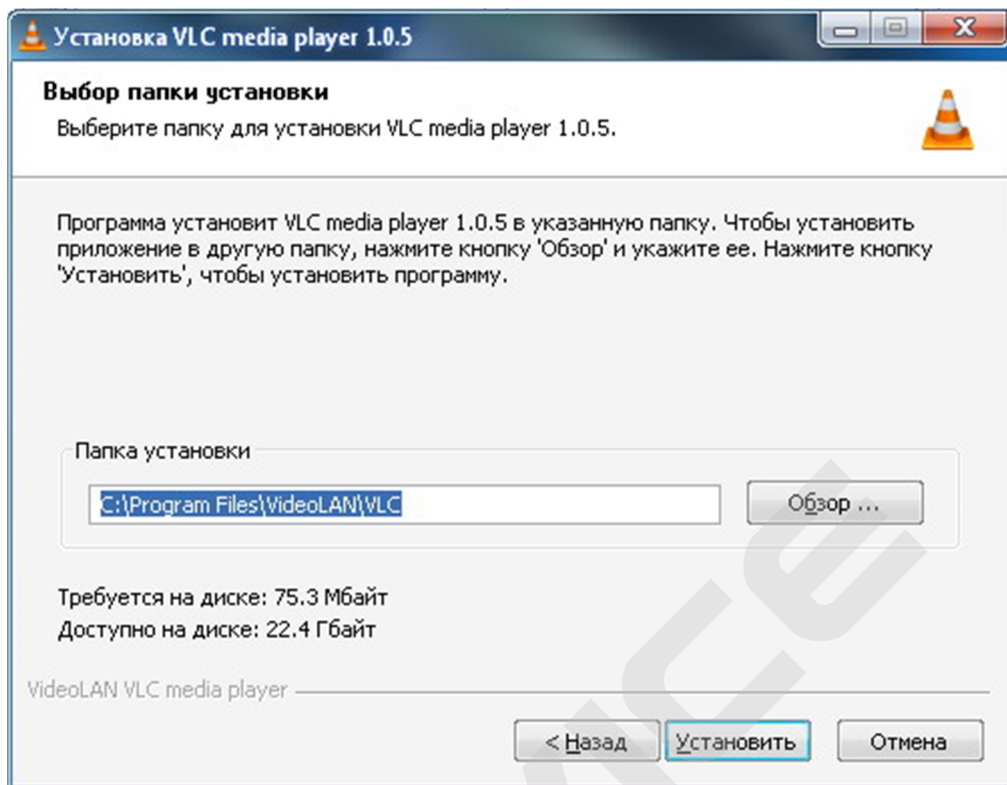 Установка VLC media player 1.0.5
Выбор папки установки
Выберите папку для установки VLC media player 1.0.5.
Программа установит VLC media player 1.0.5 в указанную папку. Чтобы установить
приложение в другую папку, нажмите кнопку 'Обзор' и укажите ее. Нажмите кнопку
'Установить', чтобы установить программу.
Папка установки
C:\Program Files\VideoLAN\VLC
Обзор ...
Требуется на диске: 75.3 Мбайт
Доступно на диске: 22.4 Гбайт
VideoLAN VLC media player
< Назад
Установить
Отмена